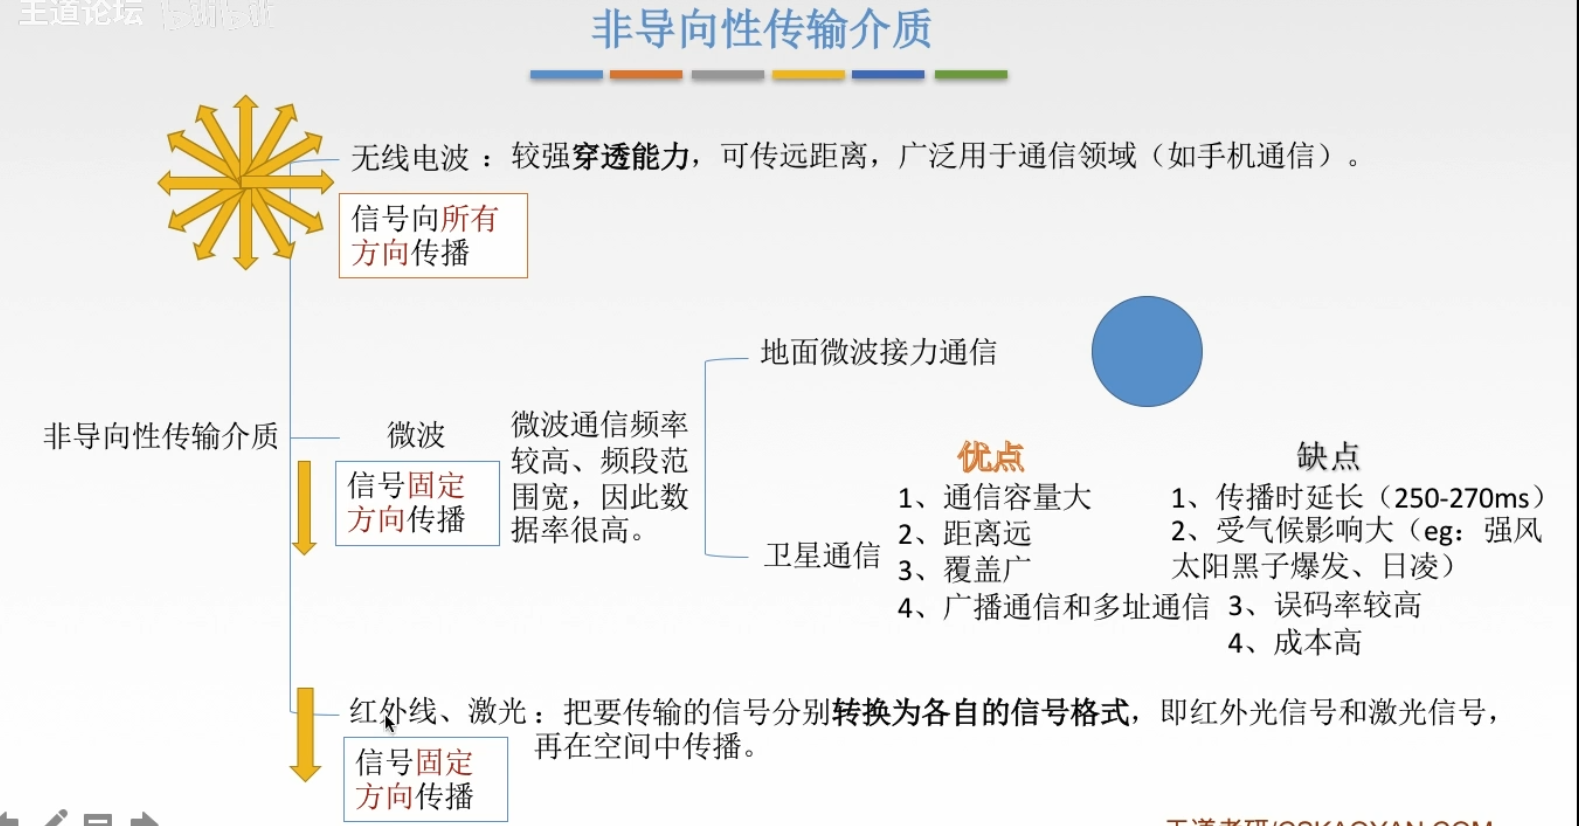 王道论坛 bilibili
非导向性传输介质
无线电波：较强穿透能力，可传远距离，广泛用于通信领域（如手机通信）。
信号向所有
方向传播
非导向性传输介质
微波
信号固定
方向传播
微波通信频率
较高、频段范
围宽，因此数
据率很高。
地面微波接力通信
卫星通信
优点
1、通信容量大
2、距离远
3、覆盖广
4、广播通信和多址通信
缺点
1、传播时延长（250-270ms）
2、受气候影响大（eg：强风
太阳黑子爆发、日凌）
3、误码率较高
4、成本高
红外线、激光：把要传输的信号分别转换为各自的信号格式，即红外光信号和激光信号，
再在空间中传播。
信号固定
方向传播
王道考研/CSKAOYAN.COM